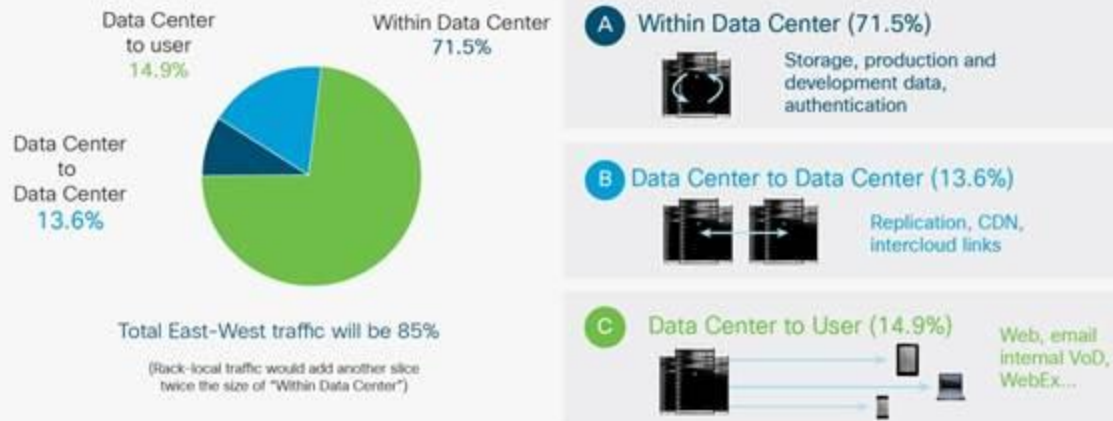 Data Center
to user
14.9%
Within Data Center
71.5%
Data Center
to
Data Center
13.6%
Total East-West traffic will be 85%
(Rack-local traffic would add another slice
twice the size of "Within Data Center")
A Within Data Center (71.5%)
Storage, production and
development data,
authentication
B Data Center to Data Center (13.6%)
Replication, CDN,
intercloud links
C Data Center to User (14.9%)
Web, email
internal VoD,
WebEx...